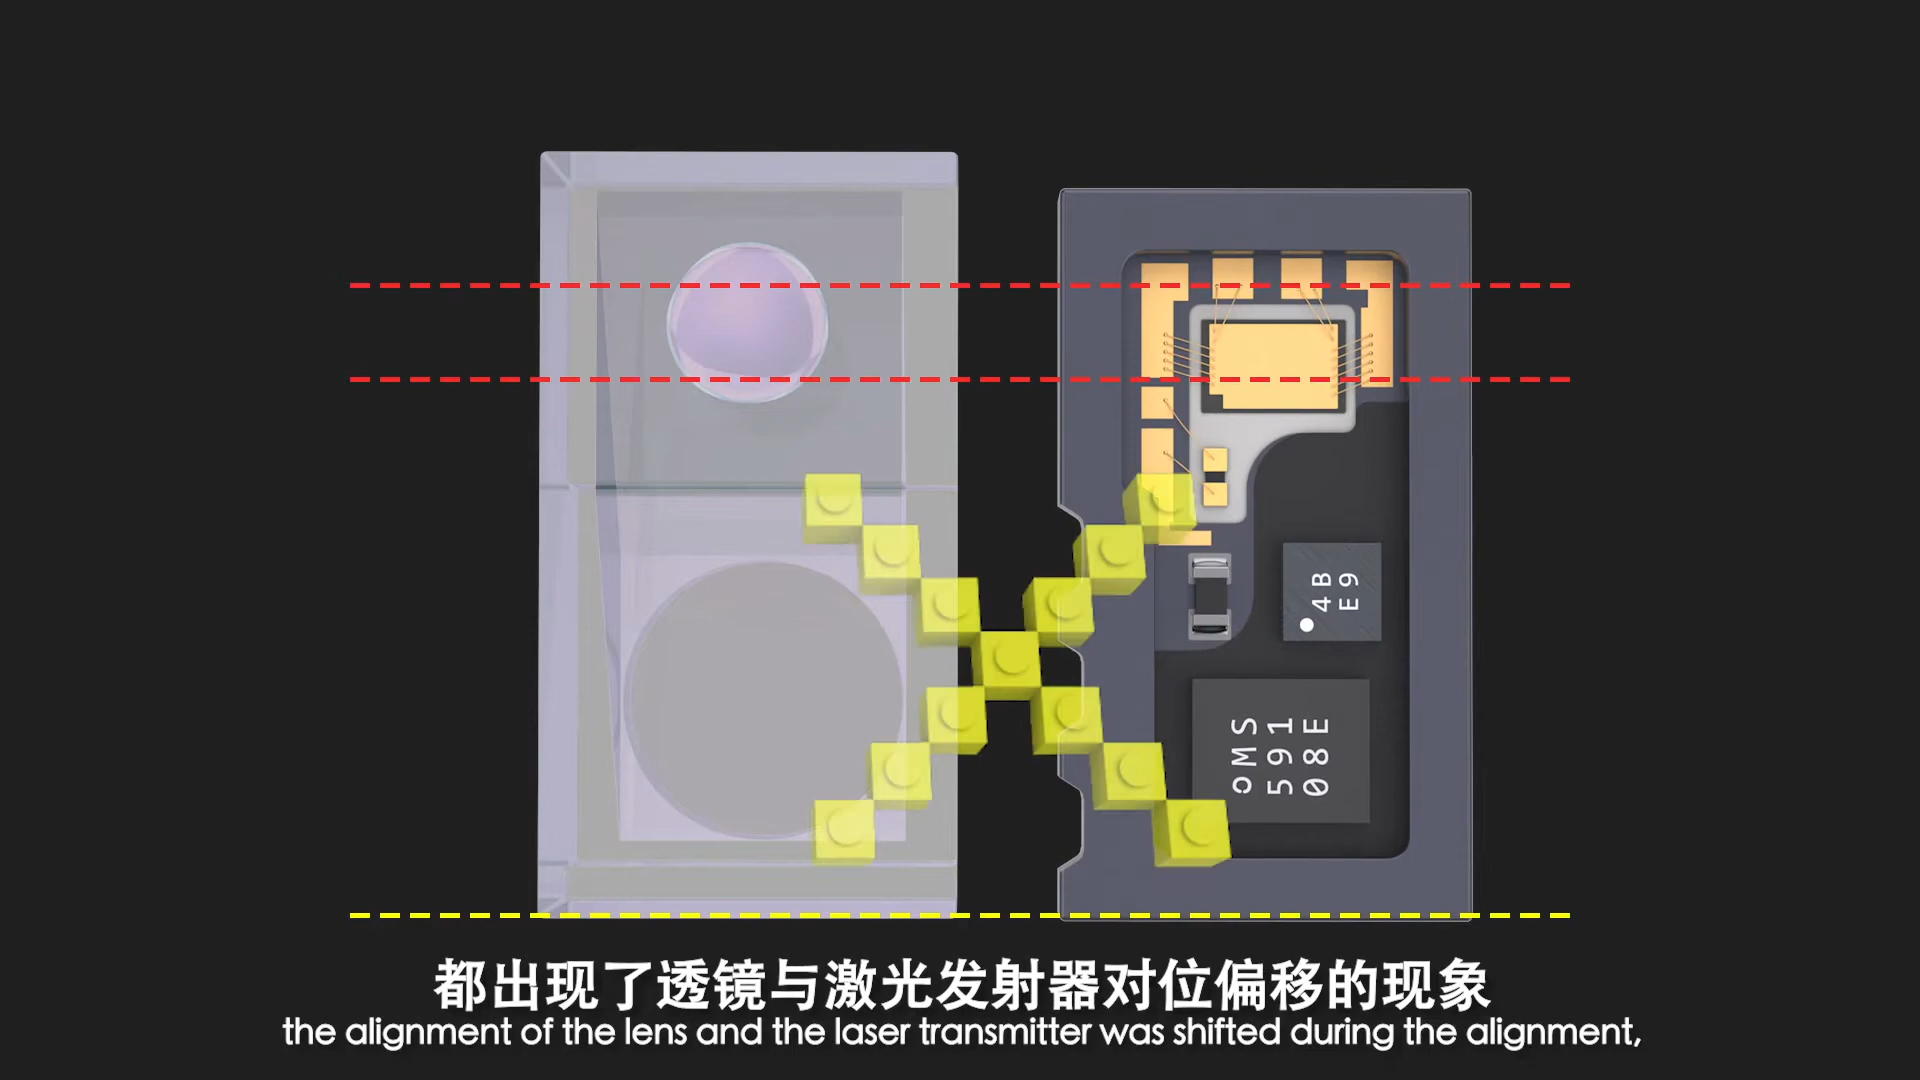 4B
E9
oMS
591
08E
都出现了透镜与激光发射器对位偏移的现象
the alignment of the lens and the laser transmitter was shifted during the alignment,